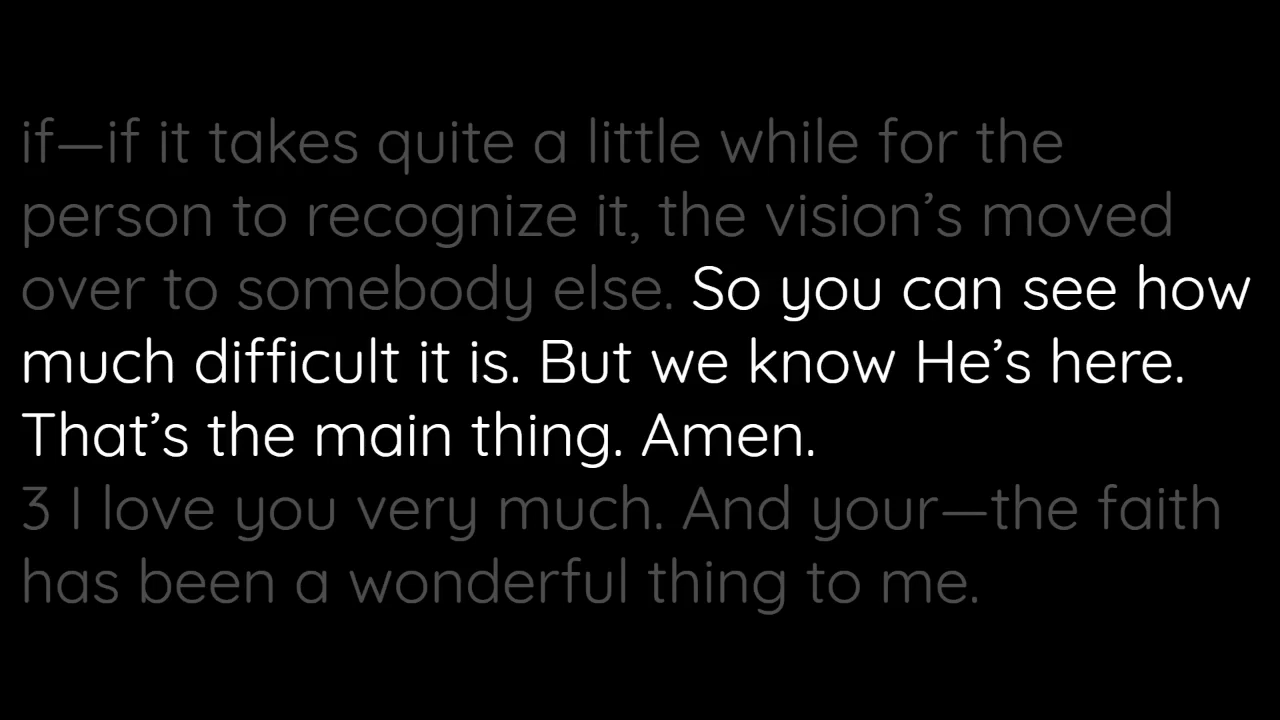 if—if it takes quite a little while for the
person to recognize it, the vision’s moved
over to somebody else. So you can see how
much difficult it is. But we know He’s here.
That’s the main thing. Amen.
3 I love you very much. And your—the faith
has been a wonderful thing to me.